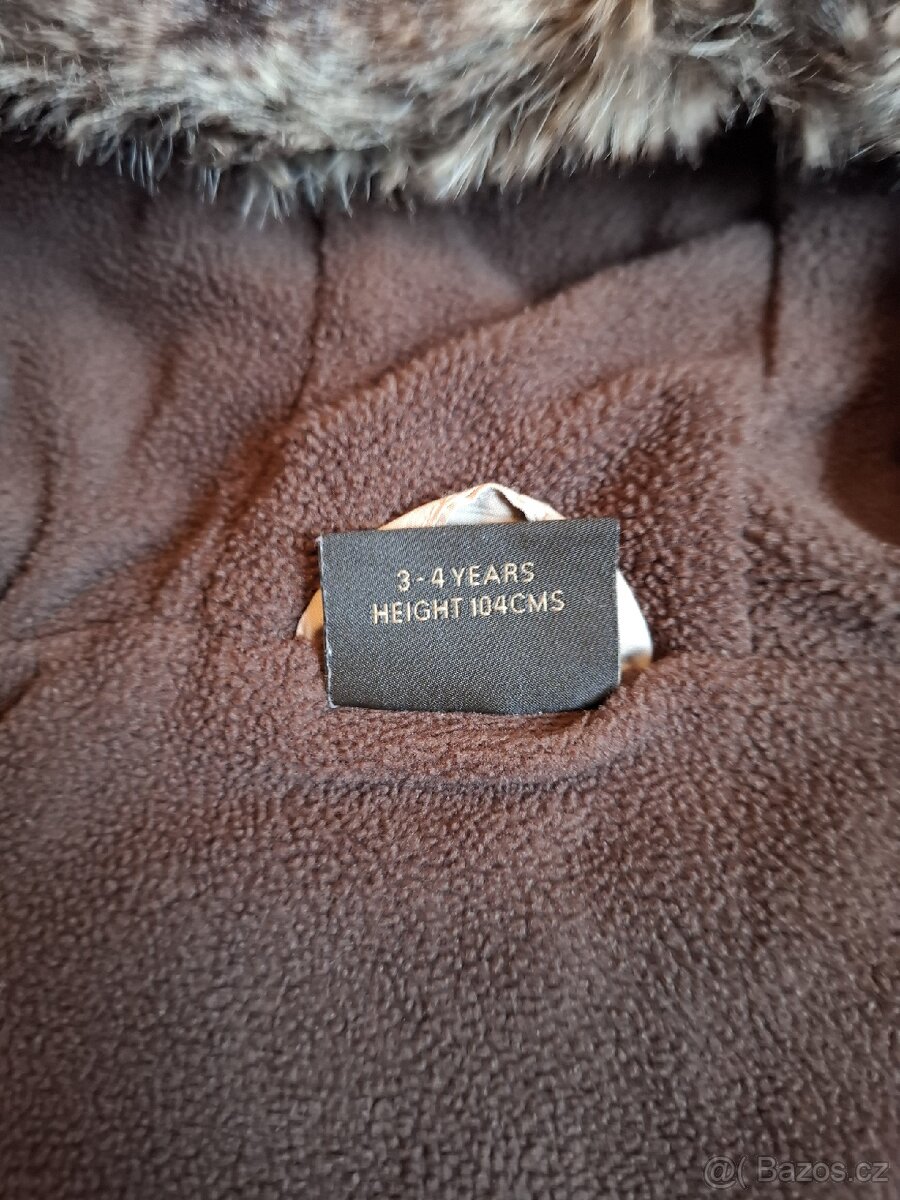 3-4 YEARS
HEIGHT 104CMS
@( Bazos.cz